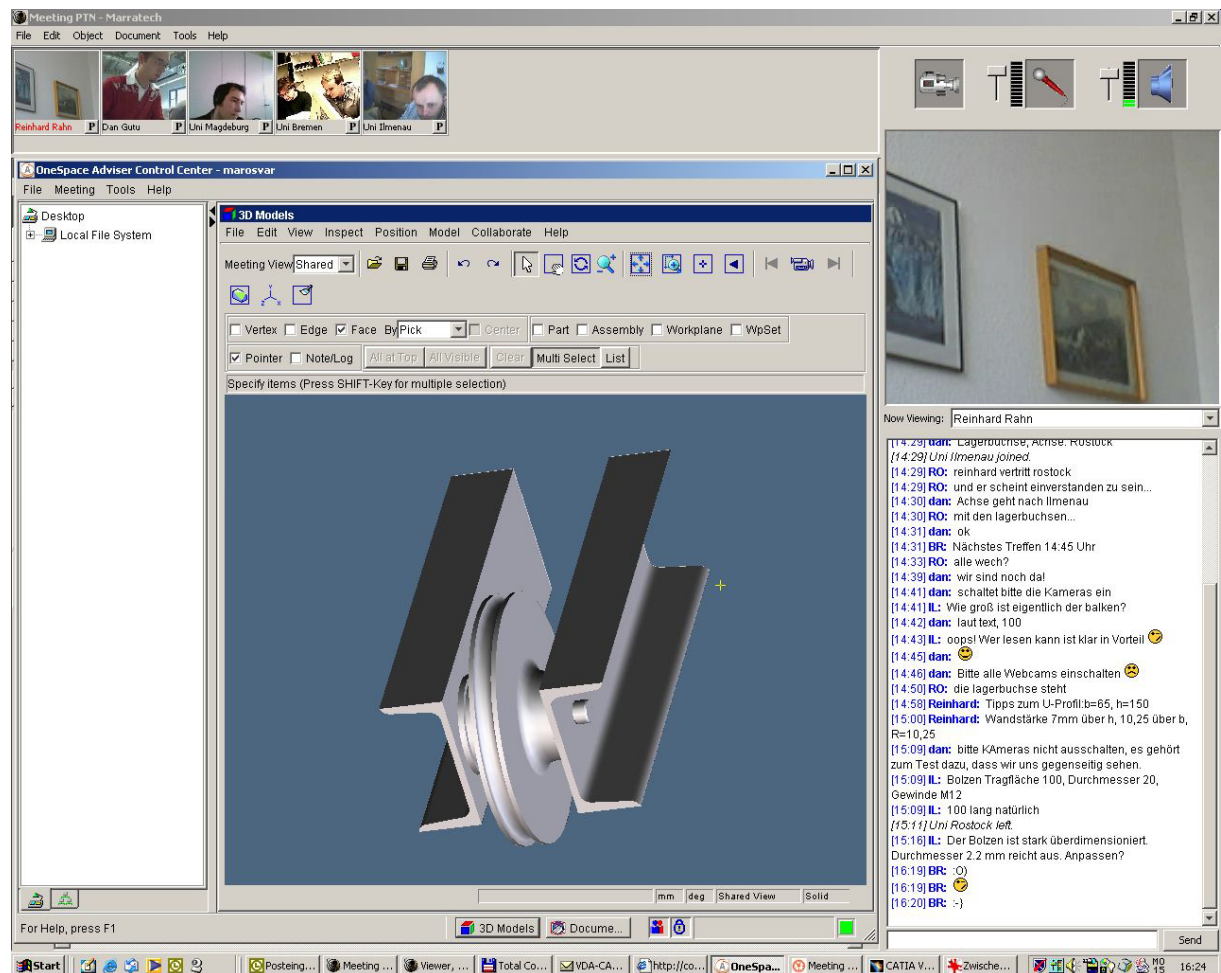 Meeting PTN - Marratech
File Edit Object Document Tools Help
Reinhard Rahn P Dan Gutu P Uni Magdeburg P Uni Bremen P Uni Ilmenau P
OneSpace Adviser Control Center - marosvar
File Meeting Tools Help
Desktop
Local File System
3D Models
File Edit View Inspect Position Model Collaborate Help
Meeting View Shared
Vertex Edge Face By Pick Center Part Assembly Workplane WpSet
Pointer Note/Log All at Top All Visible Clear Multi Select List
Specify items (Press SHIFT-Key for multiple selection)
mm deg Shared View Solid
For Help, press F1
3D Models Docume...
Now Viewing: Reinhard Rahn
[14:29] dan: Lagerbuchse, Achse: Rostock
[14:29] Uni Ilmenau joined.
[14:29] RO: reinhard vertritt rostock
[14:29] RO: und er scheint einverstanden zu sein...
[14:30] dan: Achse geht nach Ilmenau
[14:30] RO: mit den lagerbuchsen...
[14:31] dan: ok
[14:31] BR: Nächstes Treffen 14:45 Uhr
[14:33] RO: alle wech?
[14:39] dan: wir sind noch da!
[14:41] dan: schaltet bitte die Kameras ein
[14:41] IL: Wie groß ist eigentlich der balken?
[14:42] dan: laut text, 100
[14:43] IL: oops! Wer lesen kann ist klar in Vorteil
[14:45] dan:
[14:46] dan: Bitte alle Webcams einschalten
[14:50] RO: die lagerbuchse steht
[14:58] Reinhard: Tipps zum U-Profil:b=65, h=150
[15:00] Reinhard: Wandstärke 7mm über h, 10,25 über b,
R=10,25
[15:09] dan: bitte KAmeras nicht ausschalten, es gehört
zum Test dazu, dass wir uns gegenseitig sehen.
[15:09] IL: Bolzen Tragfläche 100, Durchmesser 20,
Gewinde M12
[15:09] IL: 100 lang natürlich
[15:11] Uni Rostock left.
[15:16] IL: Der Bolzen ist stark überdimensioniert.
Durchmesser 2.2 mm reicht aus. Anpassen?
[16:19] BR: :O)
[16:19] BR:
[16:20] BR: :-}
Send
Start Posteing... Meeting ... Viewer, ... Total Co... VDA-CA... http://co... OneSpa... Meeting ... CATIA V... Zwische... 16:24